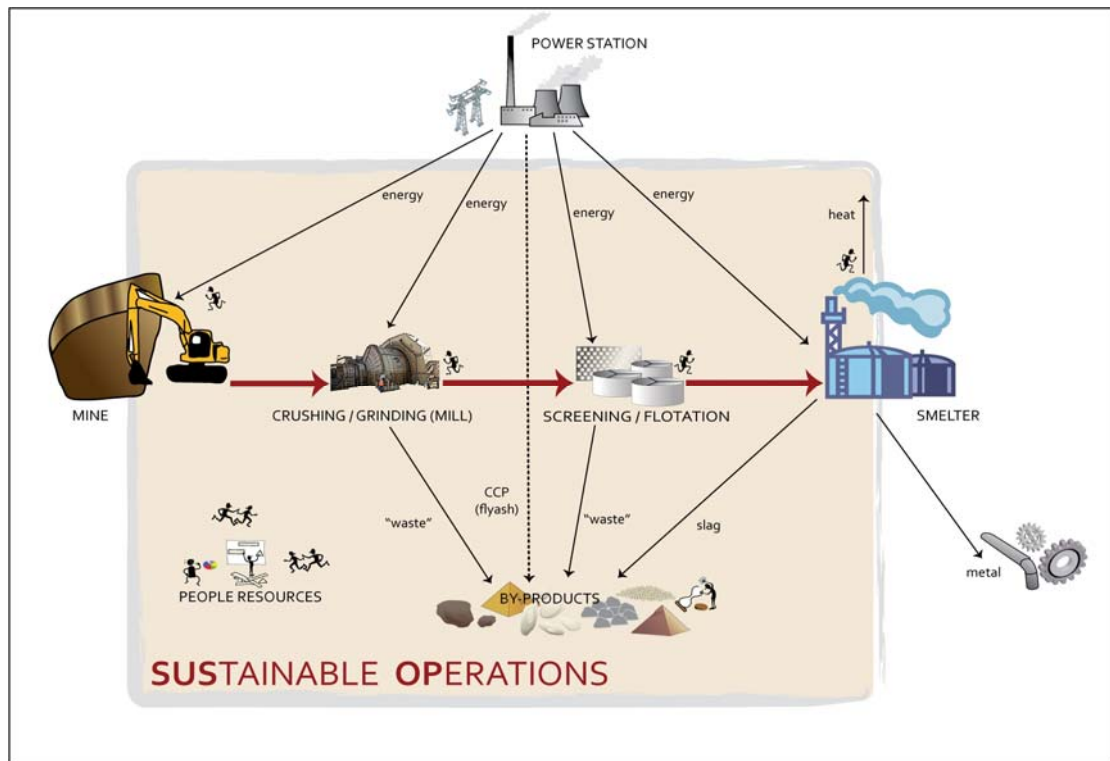 POWER STATION
energy
energy
energy
energy
heat
MINE
CRUSHING / GRINDING (MILL)
SCREENING / FLOTATION
SMELTER
"waste"
CCP
(flyash)
"waste"
slag
metal
PEOPLE RESOURCES
BY-PRODUCTS
SUSTAINABLE OPERATIONS